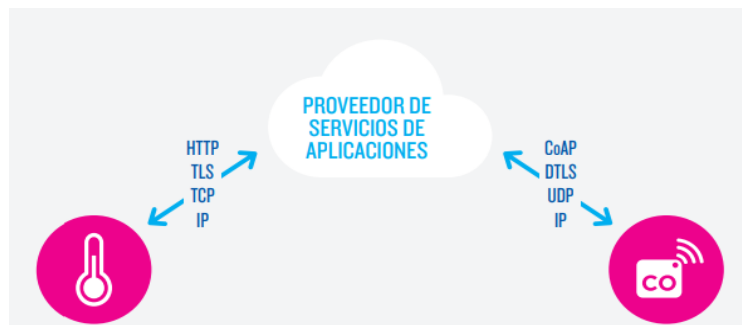 PROVEEDOR DE
SERVICIOS DE
APLICACIONES
HTTP
TLS
TCP
IP
CoAP
DTLS
UDP
IP
CO